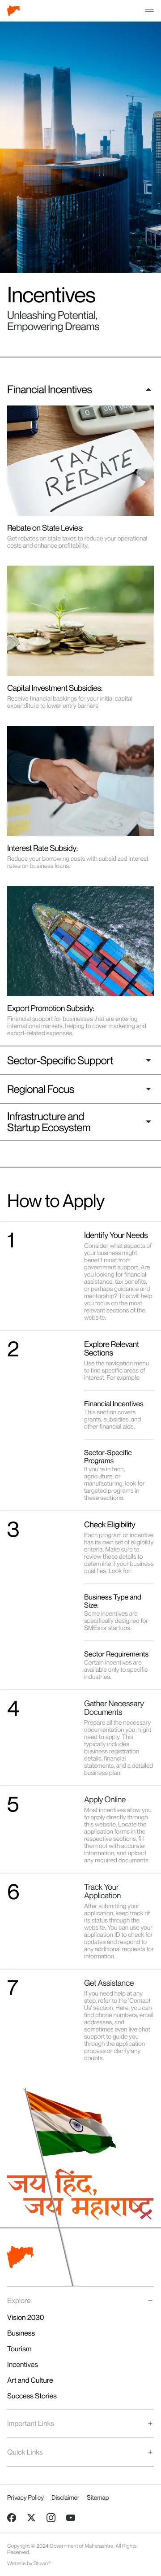 Incentives
Unleashing Potential,
Empowering Dreams
Financial Incentives
TAX
REBATE
Rebate on State Levies:
Get rebates on state taxes to reduce your operational
costs and enhance profitability.
Capital Investment Subsidies:
Receive financial backings for your initial capital
expenditure to lower entry barriers
Interest Rate Subsidy:
Reduce your borrowing costs with subsidized interest
rates on business loans.
Export Promotion Subsidy:
Financial support for businesses that are entering
international markets, helping to cover marketing and
export-related expenses.
Sector-Specific Support
Regional Focus
Infrastructure and
Startup Ecosystem
How to Apply
1
Identify Your Needs
Consider what aspects of
your business might
benefit most from
government support. Are
you looking for financial
assistance, tax benefits,
or perhaps guidance and
mentorship? This will help
you focus on the most
relevant sections of the
website.
2
Explore Relevant
Sections
Use the navigation menu
to find specific areas of
interest. For example:
Financial Incentives
This section covers
grants, subsidies, and
other financial aids.
Sector-Specific
Programs
If you're in tech,
agriculture, or
manufacturing, look for
targeted programs in
these sections.
3
Check Eligibility
Each program or incentive
has its own set of eligibility
criteria. Make sure to
review these details to
determine if your business
qualifies. Look for:
Business Type and
Size:
Some incentives are
specifically designed for
SMEs or startups.
Sector Requirements
Certain incentives are
available only to specific
industries.
4
Gather Necessary
Documents
Prepare all the necessary
documentation you might
need to apply. This
typically includes
business registration
details, financial
statements, and a detailed
business plan.
5
Apply Online
Most incentives allow you
to apply directly through
this website. Locate the
application forms in the
respective sections, fill
them out with accurate
information, and upload
any required documents.
6
Track Your
Application
After submitting your
application, keep track of
its status through the
website. You can use your
application ID to check for
updates and respond to
any additional requests for
information.
7
Get Assistance
If you need help at any
step, refer to the 'Contact
Us' section. Here, you can
find phone numbers, email
addresses, and
sometimes even live chat
support to guide you
through the application
process or clarify any
doubts.
जय हिंद,
जय महाराष्ट्र
Explore
Vision 2030
Business
Tourism
Incentives
Art and Culture
Success Stories
Important Links
Quick Links
Privacy Policy Disclaimer Sitemap
Copyright © 2024 Government of Maharashtra. All Rights
Reserved.
Website by Stuvio®